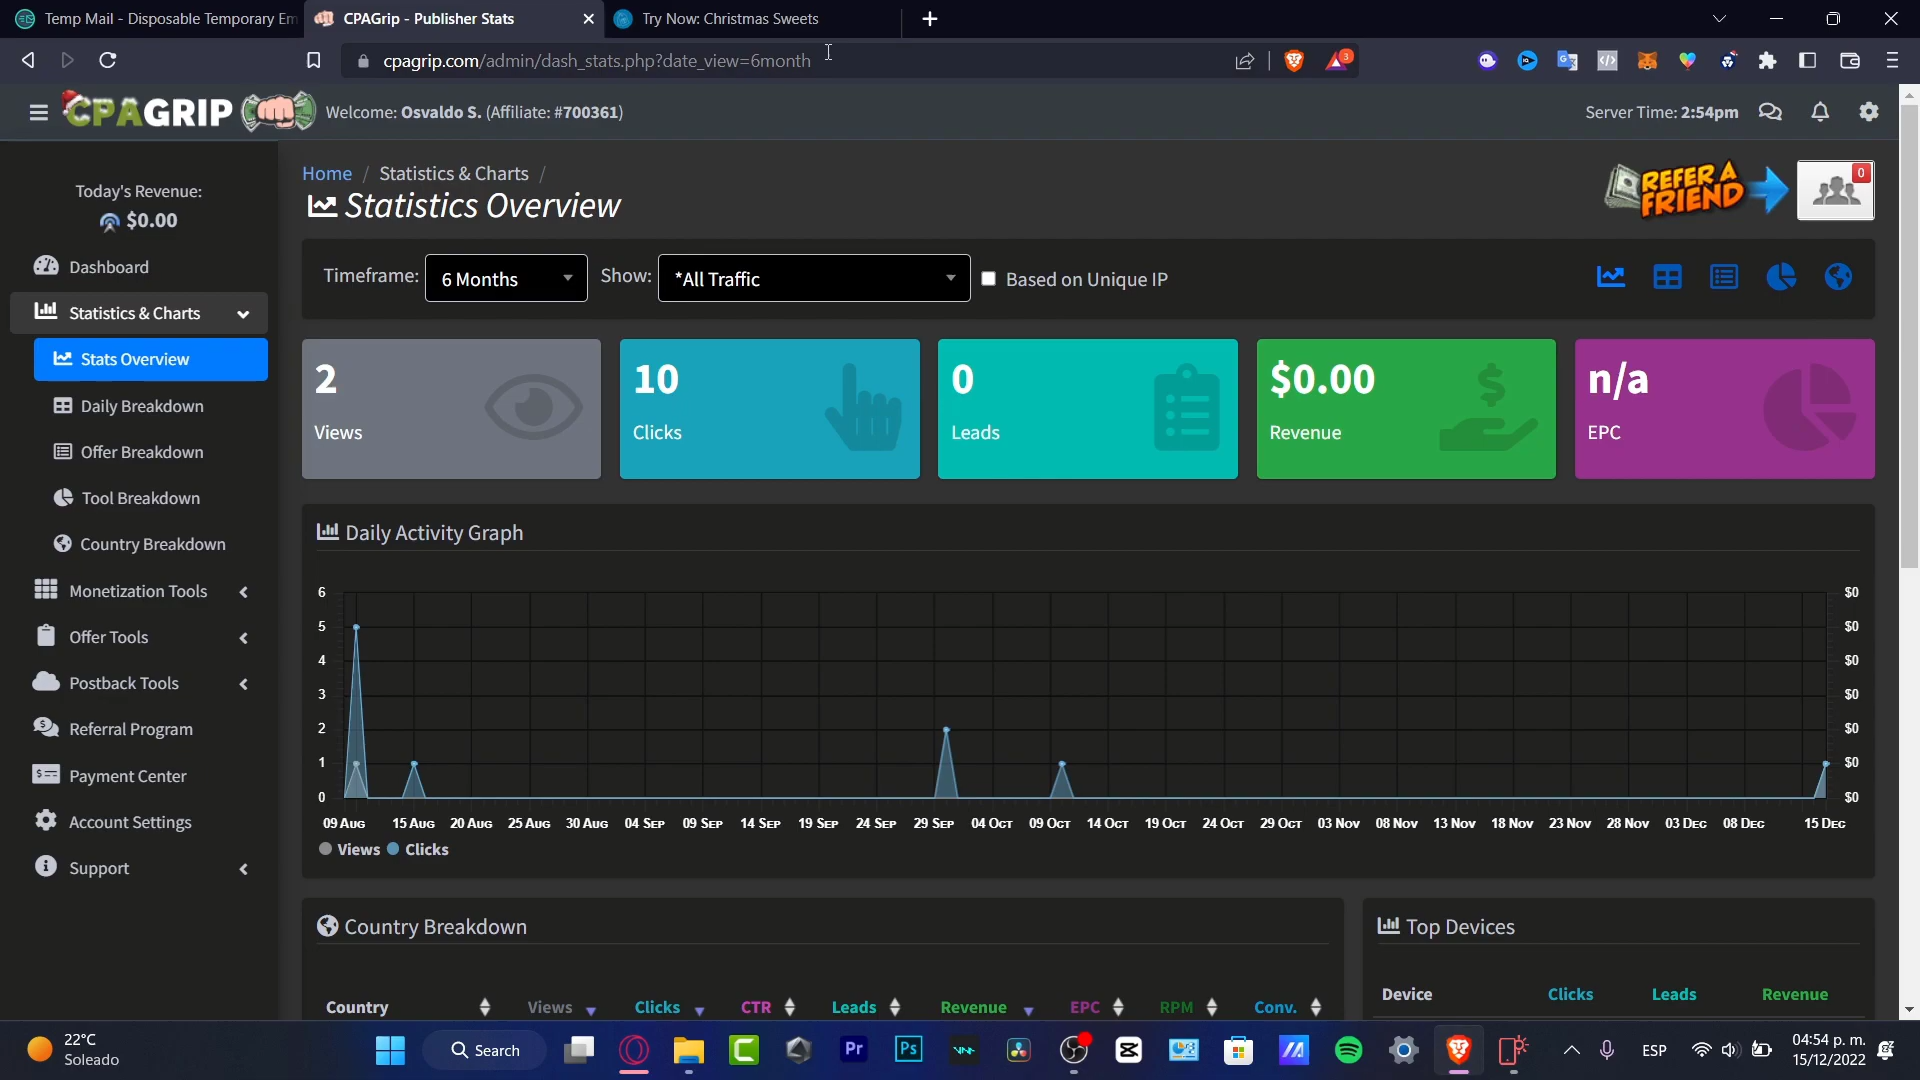 Temp Mail - Disposable Temporary Em
CPAGrip - Publisher Stats
Try Now: Christmas Sweets
cpagrip.com/admin/dash_stats.php?date_view=6month
3
CPAGRIP
Welcome: Osvaldo S. (Affiliate: #700361)
Server Time: 2:54pm
Today's Revenue:
$0.00
Dashboard
Statistics & Charts
Stats Overview
Daily Breakdown
Offer Breakdown
Tool Breakdown
Country Breakdown
Monetization Tools
Offer Tools
Postback Tools
Referral Program
Payment Center
Account Settings
Support
Home / Statistics & Charts /
Statistics Overview
REFER A
FRIEND
0
Timeframe: 6 Months Show: *All Traffic Based on Unique IP
2
Views
10
Clicks
0
Leads
$0.00
Revenue
n/a
EPC
Daily Activity Graph
6 $0
5 $0
4 $0
3 $0
2 $0
1 $0
0 $0
09 Aug 15 Aug 20 Aug 25 Aug 30 Aug 04 Sep 09 Sep 14 Sep 19 Sep 24 Sep 29 Sep 04 Oct 09 Oct 14 Oct 19 Oct 24 Oct 29 Oct 03 Nov 08 Nov 13 Nov 18 Nov 23 Nov 28 Nov 03 Dec 08 Dec 15 Dec
Views Clicks
Country Breakdown
Country Views Clicks CTR Leads Revenue EPC RPM Conv.
Top Devices
Device Clicks Leads Revenue
22°C
Soleado
Search
Pr
Ps
ESP
04:54 p. m.
15/12/2022